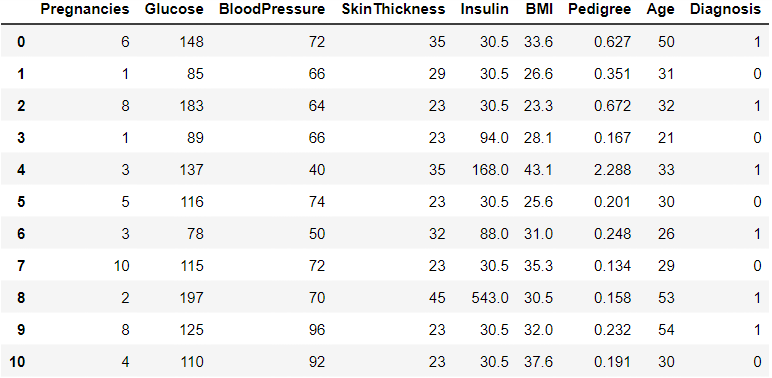 Pregnancies Glucose BloodPressure SkinThickness Insulin BMI Pedigree Age Diagnosis
0 6 148 72 35 30.5 33.6 0.627 50 1
1 1 85 66 29 30.5 26.6 0.351 31 0
2 8 183 64 23 30.5 23.3 0.672 32 1
3 1 89 66 23 94.0 28.1 0.167 21 0
4 3 137 40 35 168.0 43.1 2.288 33 1
5 5 116 74 23 30.5 25.6 0.201 30 0
6 3 78 50 32 88.0 31.0 0.248 26 1
7 10 115 72 23 30.5 35.3 0.134 29 0
8 2 197 70 45 543.0 30.5 0.158 53 1
9 8 125 96 23 30.5 32.0 0.232 54 1
10 4 110 92 23 30.5 37.6 0.191 30 0